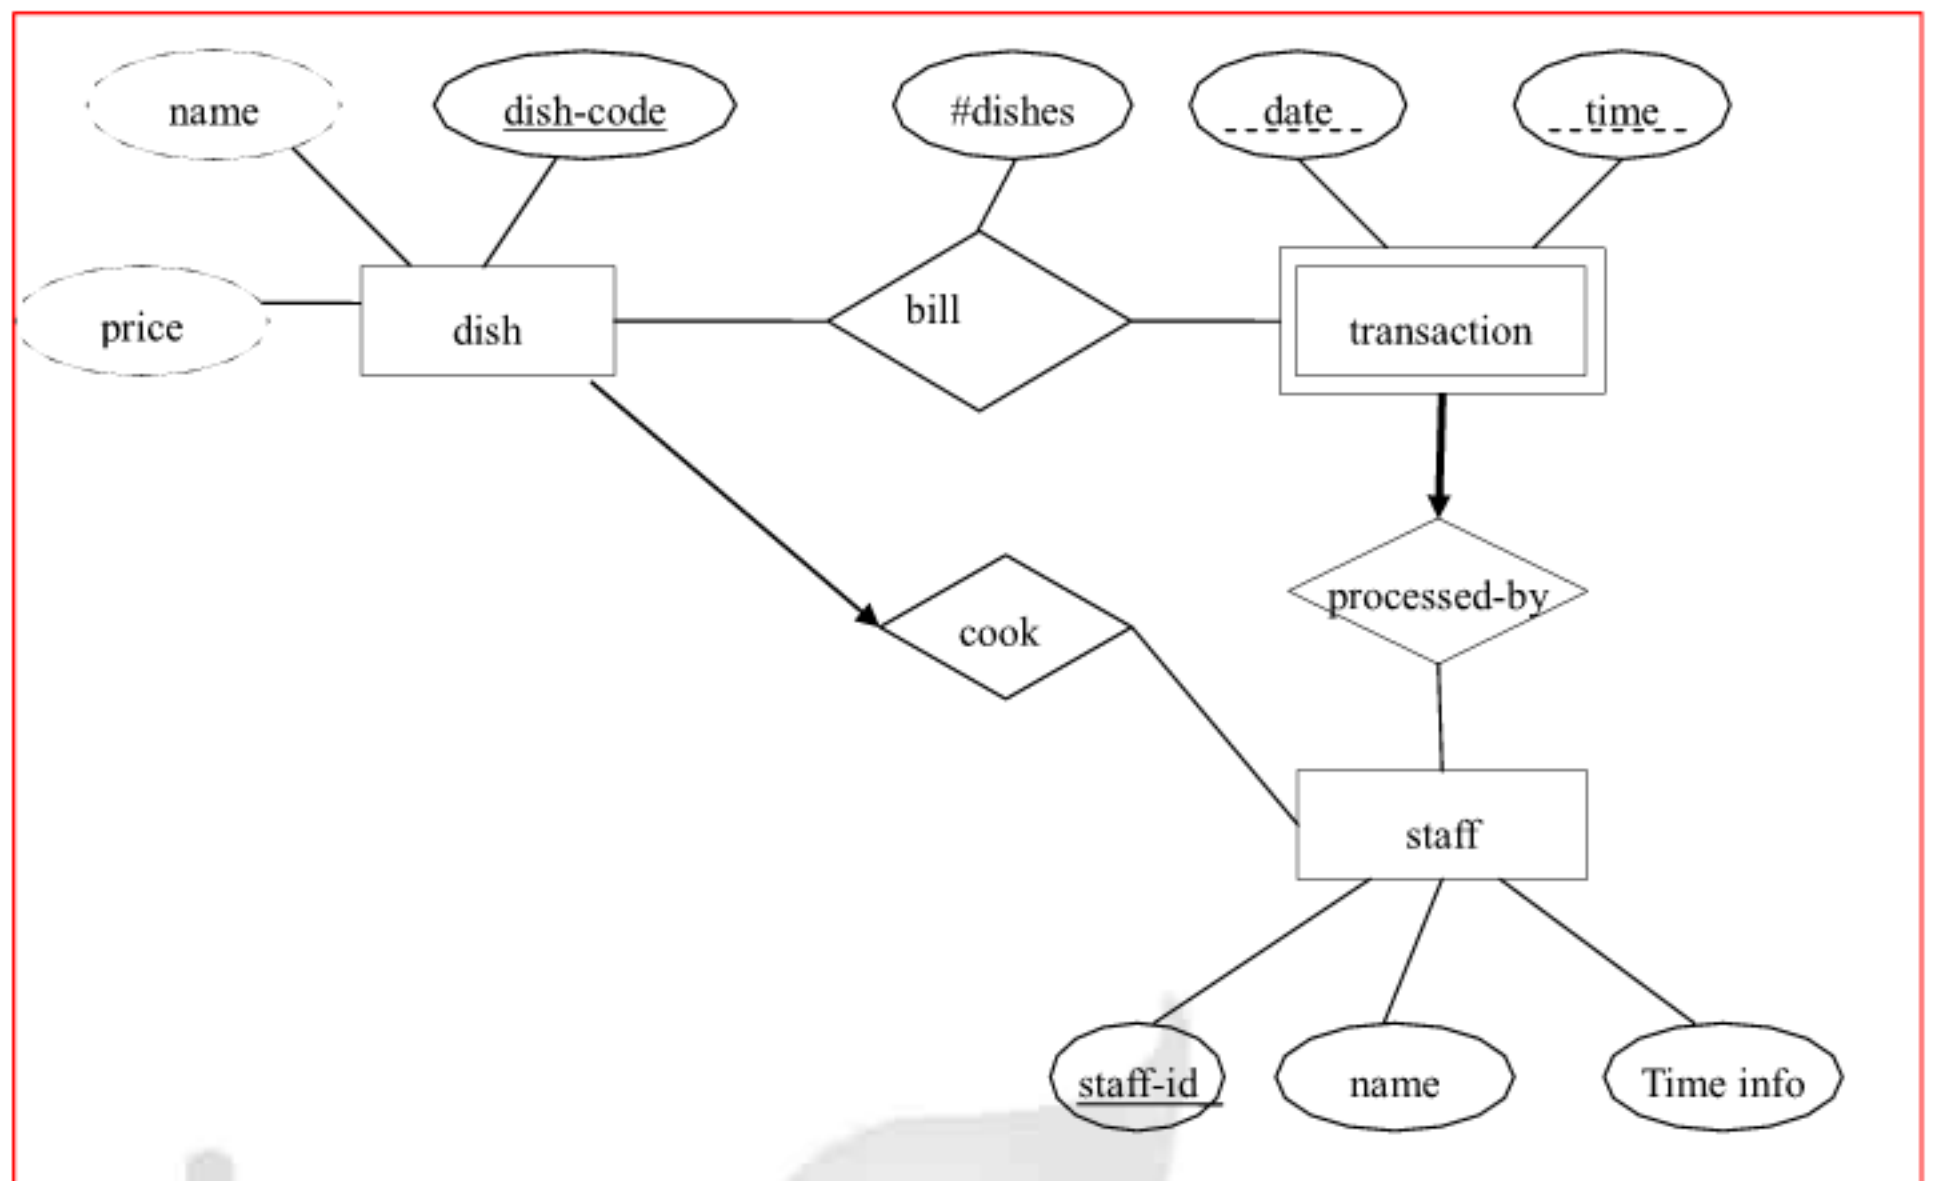 name
dish-code
#dishes
date
time
price
dish
bill
transaction
cook
processed-by
staff
staff-id
name
Time info